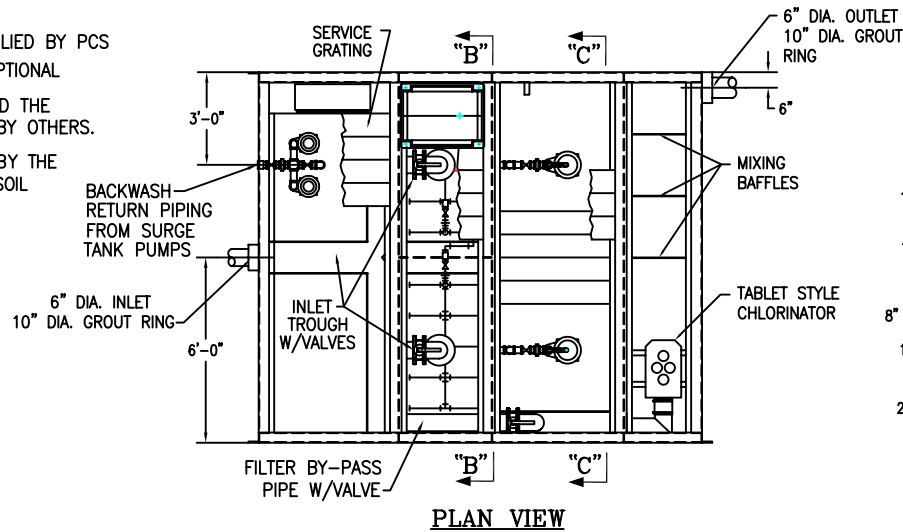 LIED BY PCS
PTIONAL
D THE
BY OTHERS.
BY THE
SOIL
SERVICE
GRATING
"B"
"C"
6" DIA. OUTLET
10" DIA. GROUT
RING
3'-0"
6"
BACKWASH
RETURN PIPING
FROM SURGE
TANK PUMPS
MIXING
BAFFLES
6" DIA. INLET
10" DIA. GROUT RING
INLET
TROUGH
W/VALVES
TABLET STYLE
CHLORINATOR
8"
1
6'-0"
2
FILTER BY-PASS
PIPE W/VALVE
"B"
"C"
PLAN VIEW